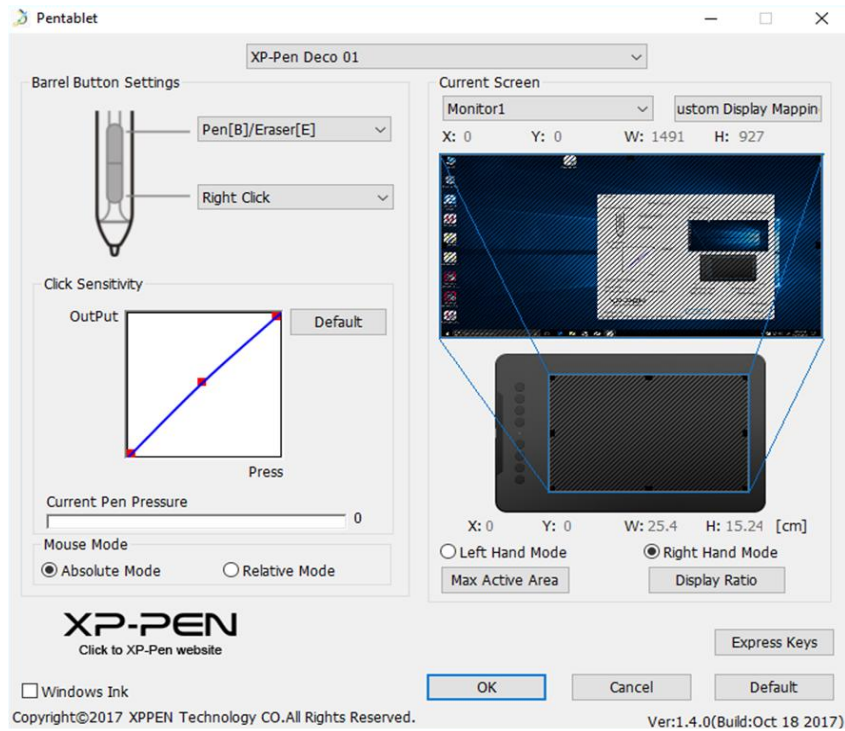 Pentablet
XP-Pen Deco 01
Barrel Button Settings
Pen[B]/Eraser[E]
Right Click
Click Sensitivity
OutPut
Default
Press
Current Pen Pressure
0
Mouse Mode
Absolute Mode
Relative Mode
Current Screen
Monitor1
ustom Display Mappin
X: 0 Y: 0 W: 1491 H: 927
X: 0 Y: 0 W: 25.4 H: 15.24 [cm]
Left Hand Mode
Right Hand Mode
Max Active Area
Display Ratio
XP-PEN
Click to XP-Pen website
Express Keys
Windows Ink
OK
Cancel
Default
Copyright©2017 XPPEN Technology CO.All Rights Reserved.
Ver:1.4.0(Build:Oct 18 2017)